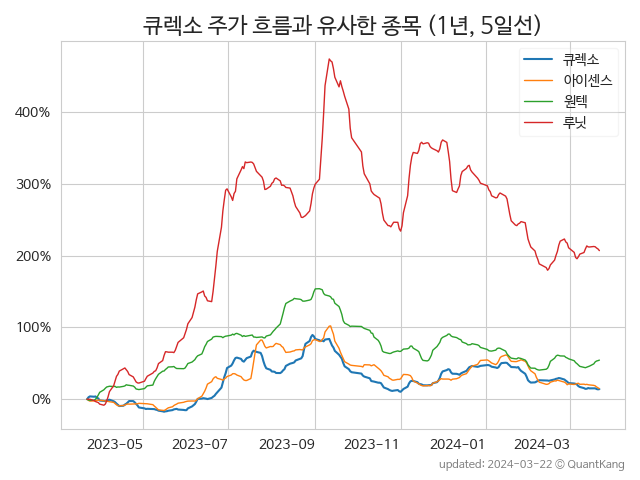 큐렉소 주가 흐름과 유사한 종목 (1년, 5일선)
큐렉소
아이센스
원텍
루닛
400%
300%
200%
100%
0%
2023-05 2023-07 2023-09 2023-11 2024-01 2024-03
updated: 2024-03-22 © QuantKang